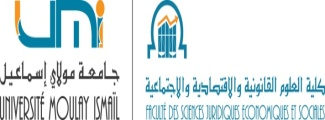 umi
جامعة مولاي إسماعيل
UNIVERSITÉ MOULAY ISMAÏL
كلية العلوم القانونية والاقتصادية والاجتماعية
FACULTÉ DES SCIENCES JURIDIQUES ECONOMIQUES ET SOCIALES